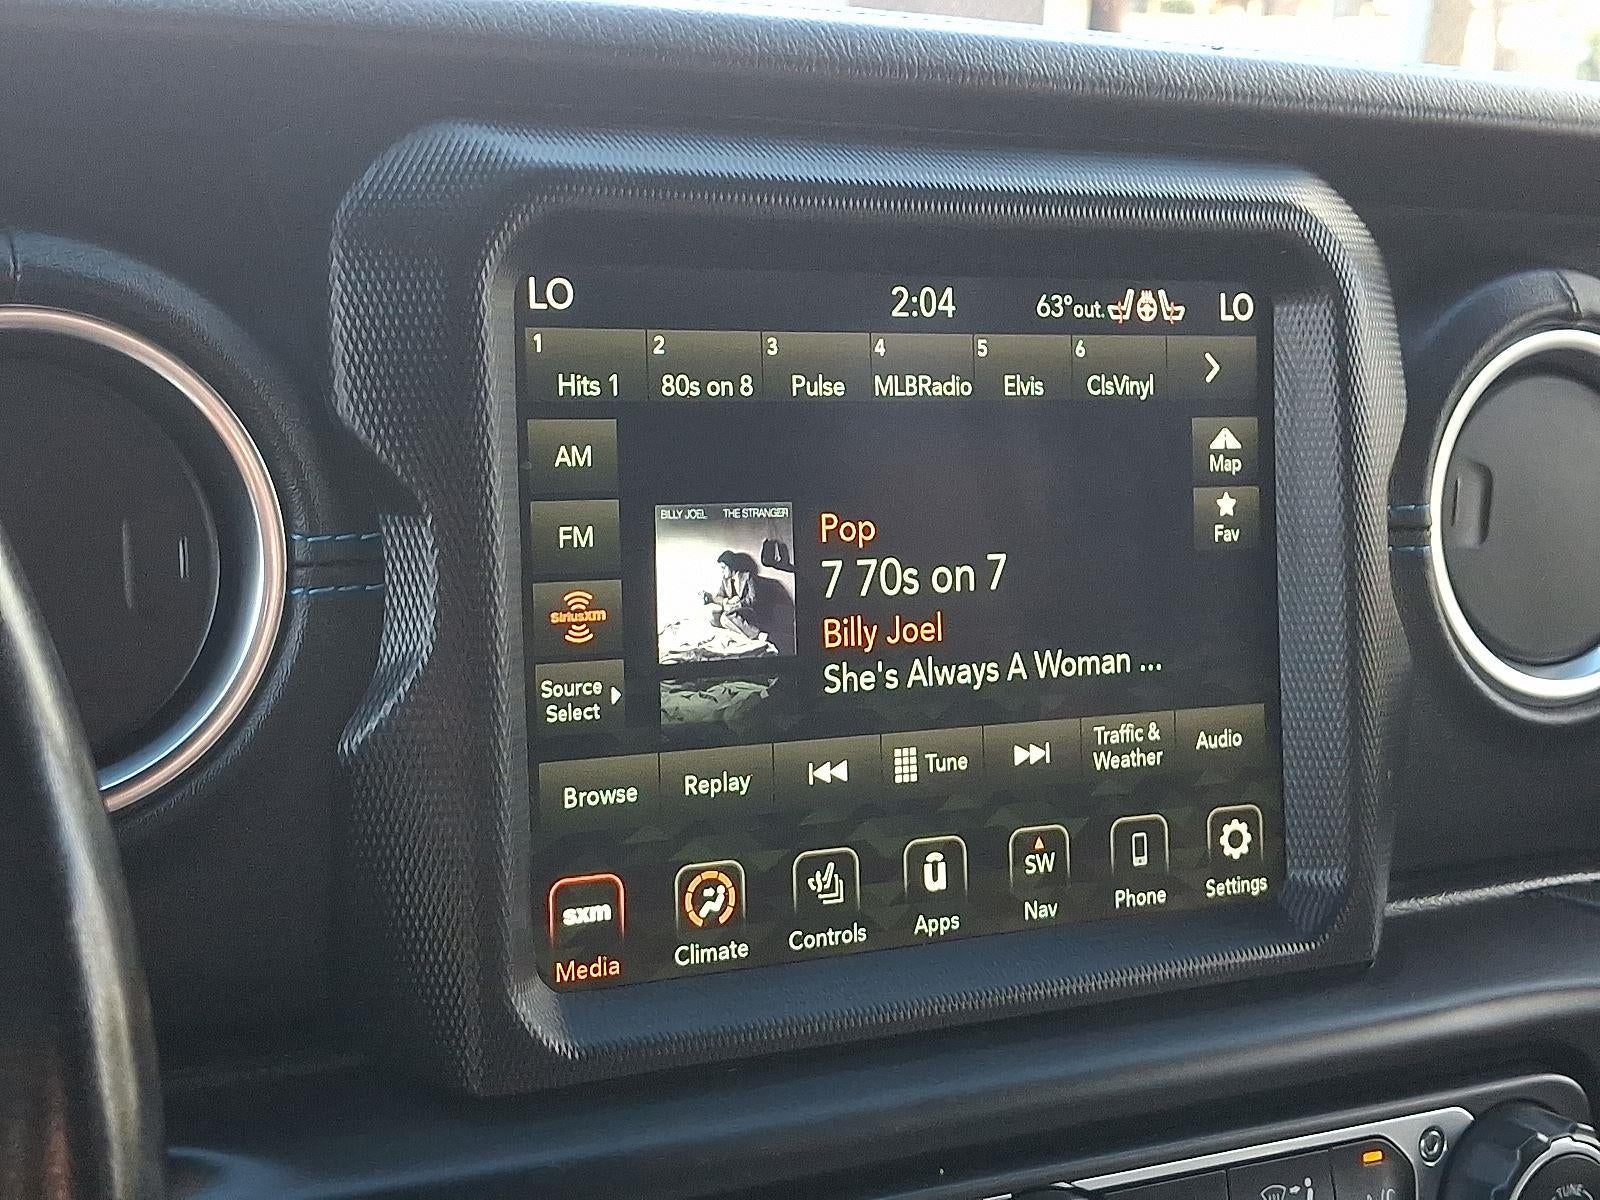 LO 2:04 63°out. LO
1 2 3 4 5 6
Hits 1 80s on 8 Pulse MLBRadio Elvis ClsVinyl
AM
Map
FM
Fav
BILLY JOEL THE STRANGER
Pop
7 70s on 7
SiriusXM
Billy Joel
She's Always A Woman ...
Source
Select
Browse Replay Tune Traffic &
Weather Audio
sxm
Media
Climate
Controls
ū
Apps
SW
Nav
Phone
Settings
TUNE